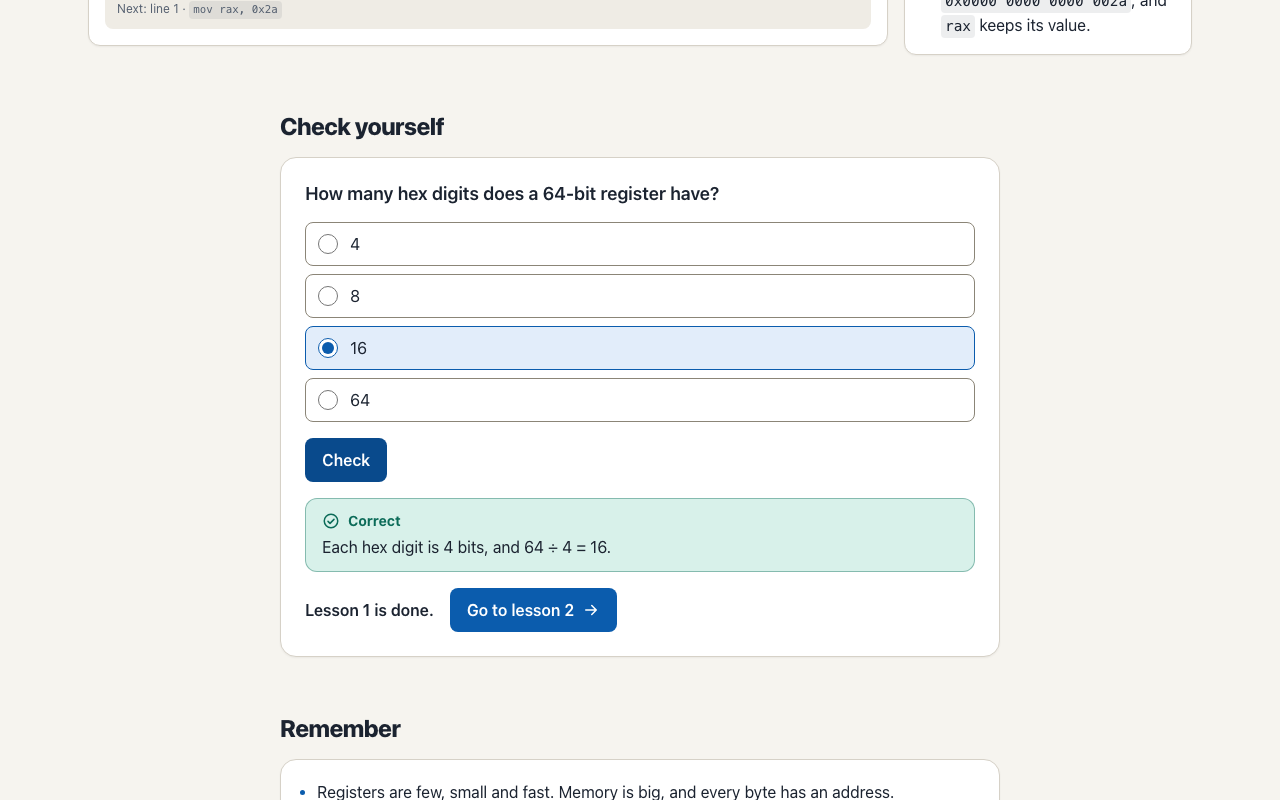 Next: line 1 · mov rax, 0x2a
0x0000 0000 0000 002a, and
rax keeps its value.
Check yourself
How many hex digits does a 64-bit register have?
4
8
16
64
Check
Correct
Each hex digit is 4 bits, and 64 ÷ 4 = 16.
Lesson 1 is done.
Go to lesson 2 →
Remember
• Registers are few, small and fast. Memory is big, and every byte has an address.